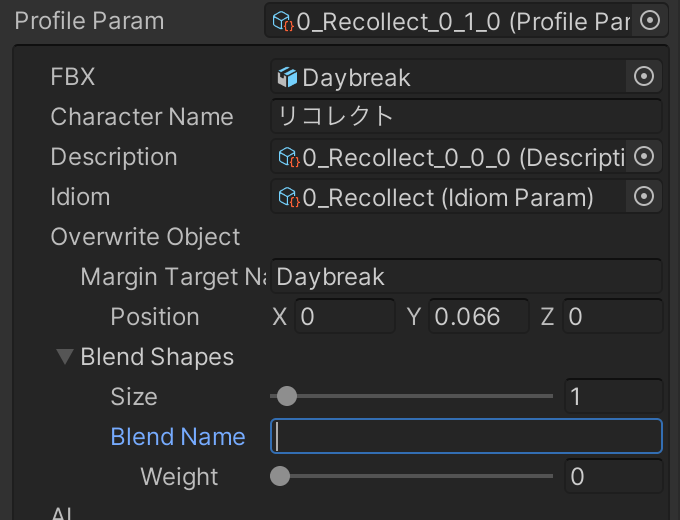 Profile Param 0_Recollect_0_1_0 (Profile Par
FBX Daybreak
Character Name リコレクト
Description 0_Recollect_0_0_0 (Descripti
Idiom 0_Recollect (Idiom Param)
Overwrite Object
Margin Target Na Daybreak
Position X 0 Y 0.066 Z 0
Blend Shapes
Size 1
Blend Name
Weight 0
AI